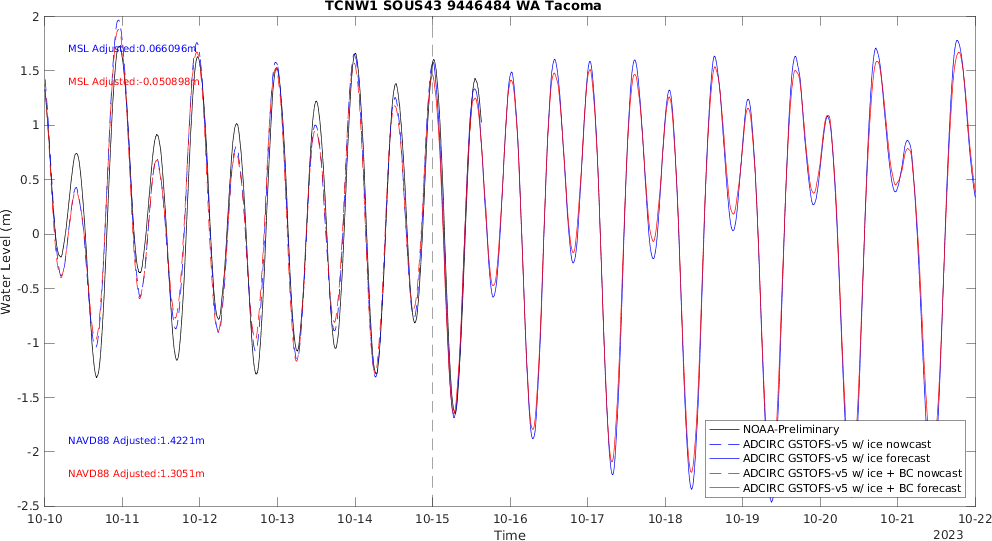 TCNW1 SOUS43 9446484 WA Tacoma
2
1.5
1
0.5
0
-0.5
-1
-1.5
-2
-2.5
Water Level (m)
MSL Adjusted:0.066096m
MSL Adjusted:-0.050898m
NAVD88 Adjusted:1.4221m
NAVD88 Adjusted:1.3051m
NOAA-Preliminary
ADCIRC GSTOFS-v5 w/ ice nowcast
ADCIRC GSTOFS-v5 w/ ice forecast
ADCIRC GSTOFS-v5 w/ ice + BC nowcast
ADCIRC GSTOFS-v5 w/ ice + BC forecast
10-10 10-11 10-12 10-13 10-14 10-15 10-16 10-17 10-18 10-19 10-20 10-21 10-22
Time
2023